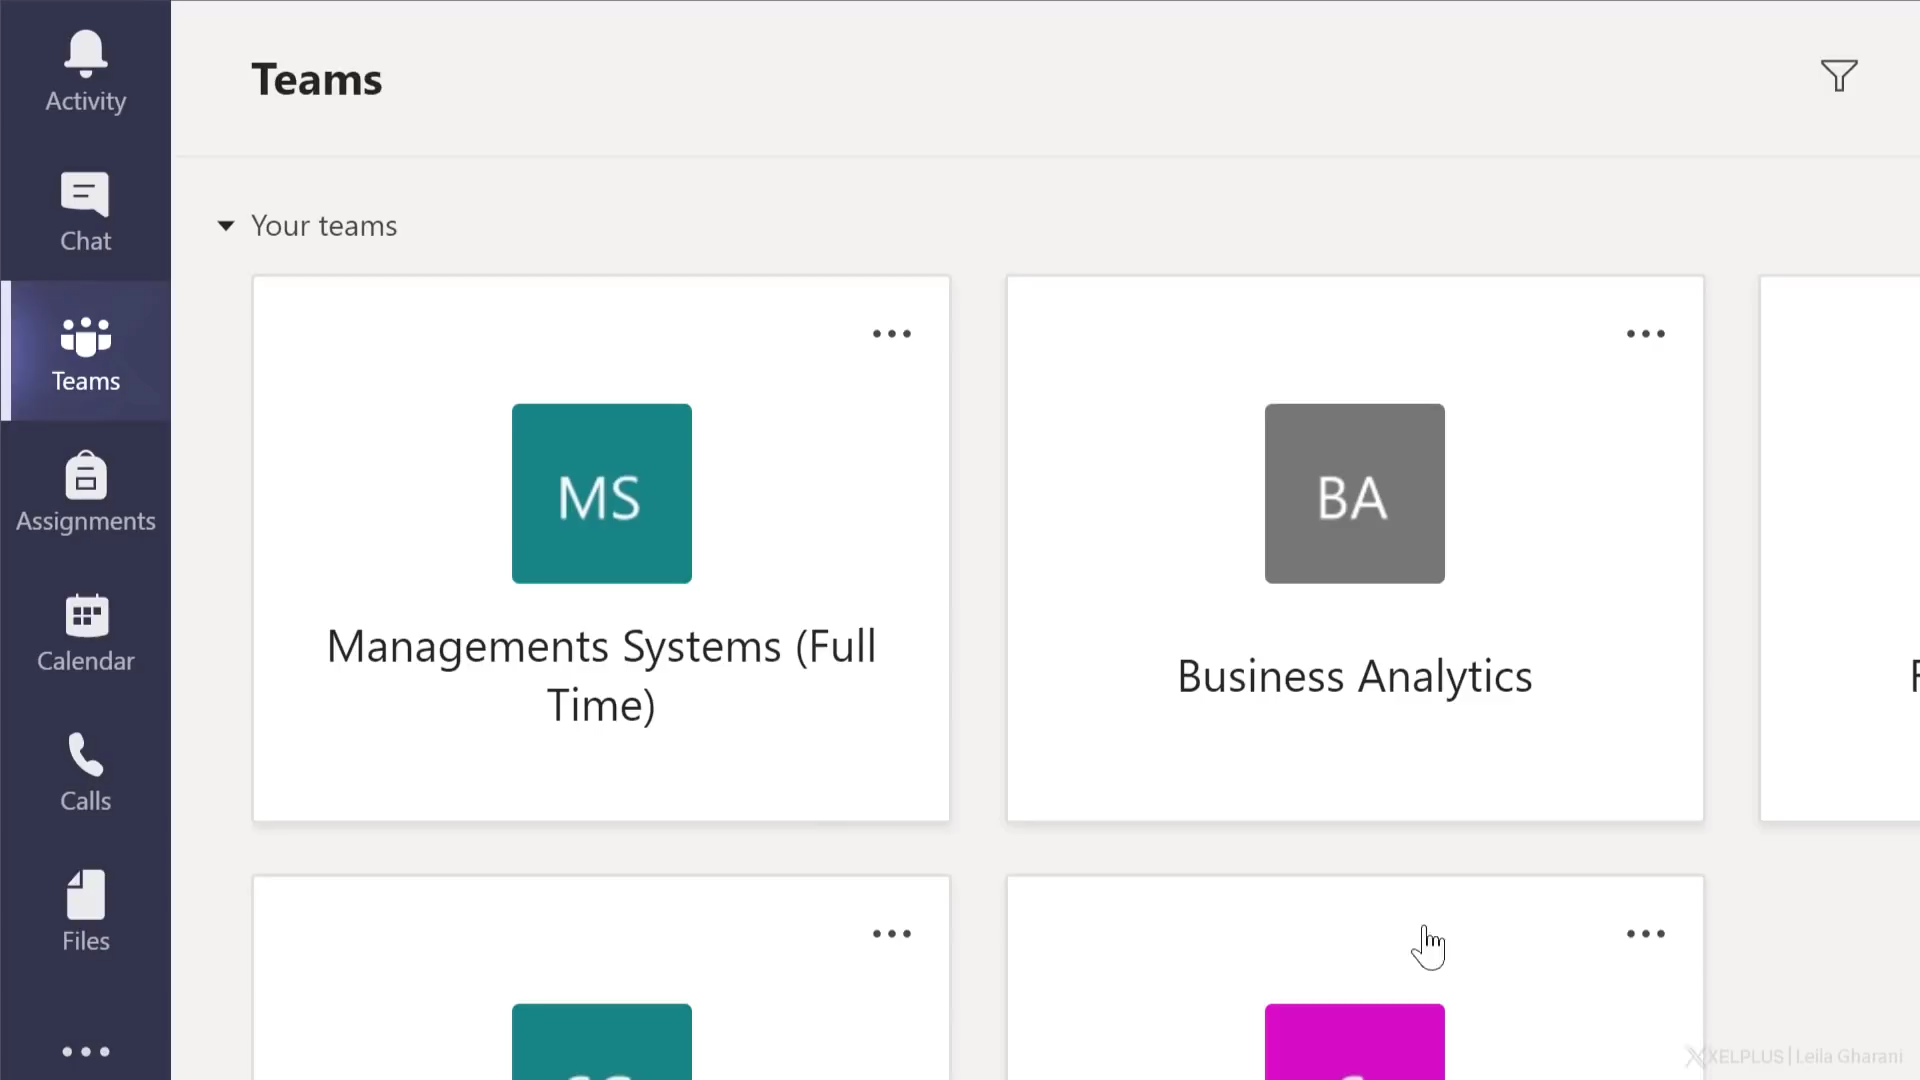 Activity
Chat
Teams
Assignments
Calendar
Calls
Files
Teams
Your teams
MS
Managements Systems (Full
Time)
BA
Business Analytics
XELPLUS | Leila Gharani